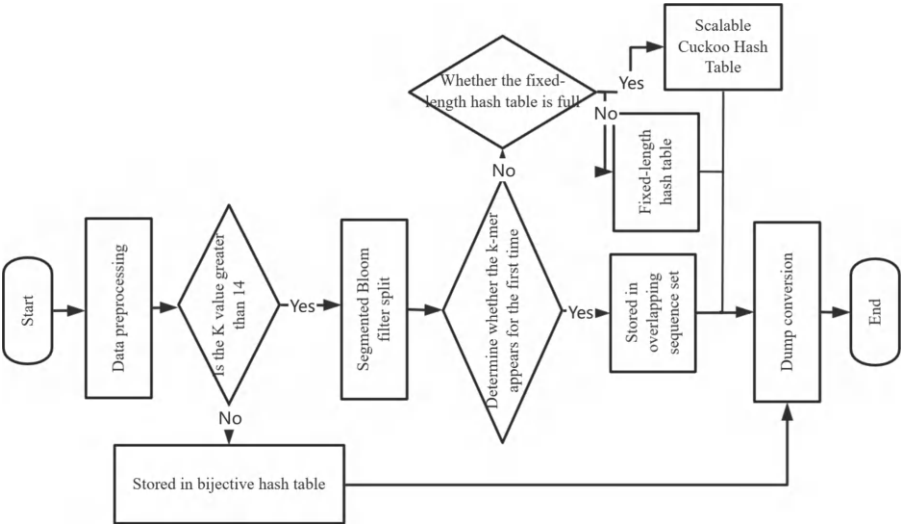 Start
Data preprocessing
Is the K value greater
than 14
Yes
No
Stored in bijective hash table
Segmented Bloom
filter split
Determine whether the k-mer
appears for the first time
No
Yes
Whether the fixed-
length hash table is full
Yes
No
Scalable
Cuckoo Hash
Table
Fixed-length
hash table
Stored in
overlapping
sequence set
Dump conversion
End